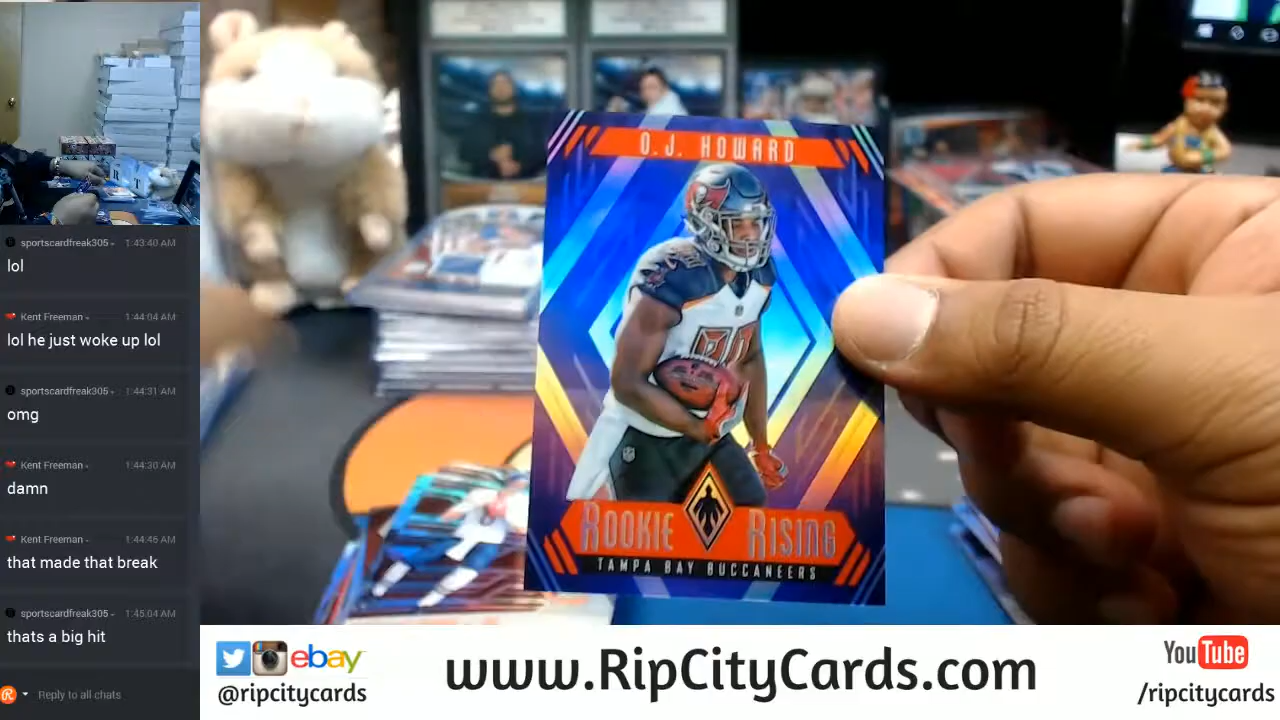 sportscardfreak305
1:43:40 AM
lol
Kent Freeman
1:44:04 AM
lol he just woke up lol
sportscardfreak305
1:44:31 AM
omg
Kent Freeman
1:44:30 AM
damn
Kent Freeman
1:44:45 AM
that made that break
sportscardfreak305
1:45:04 AM
thats a big hit
Reply to all chats
O.J. HOWARD
ROOKIE RISING
TAMPA BAY BUCCANEERS
ebay
@ripcitycards
www.RipCityCards.com
YouTube
/ripcitycards